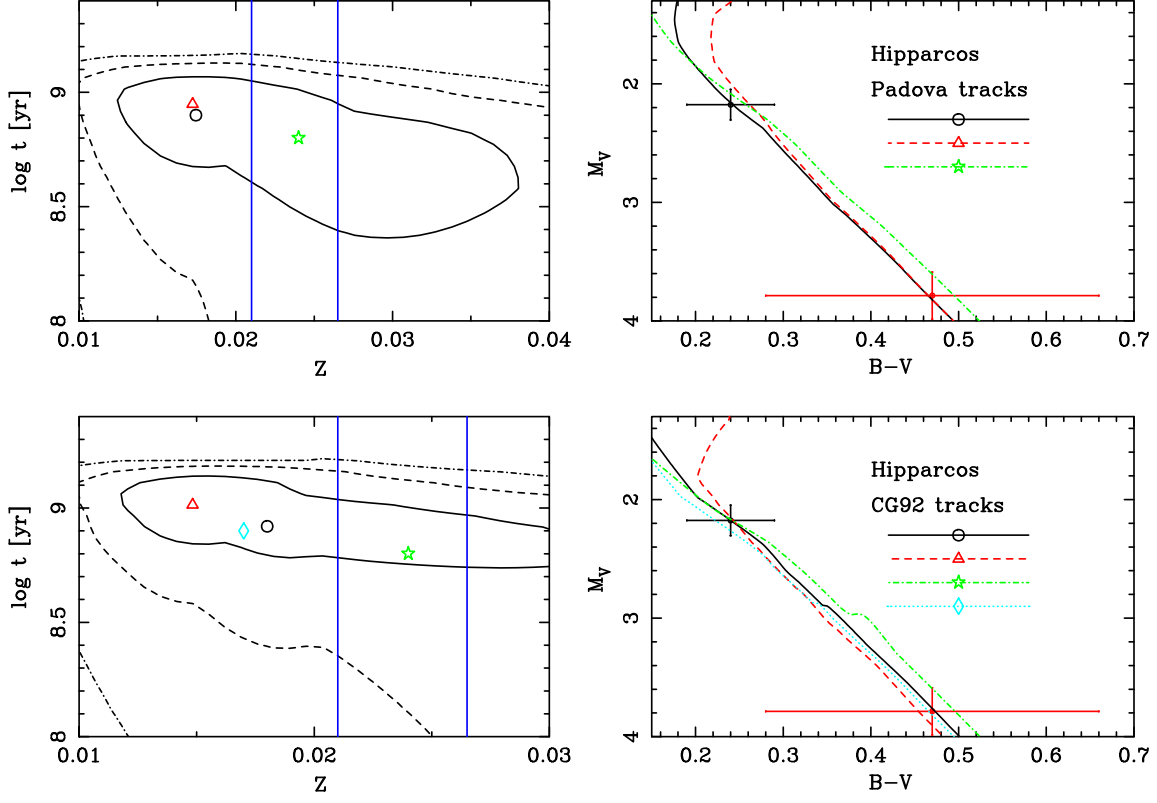 log t [yr]
9
8.5
8
0.01 0.02 0.03 0.04
Z
M_V
2
3
4
0.2 0.3 0.4 0.5 0.6 0.7
B−V
Hipparcos
Padova tracks
log t [yr]
9
8.5
8
0.01 0.02 0.03
Z
M_V
2
3
4
0.2 0.3 0.4 0.5 0.6 0.7
B−V
Hipparcos
CG92 tracks